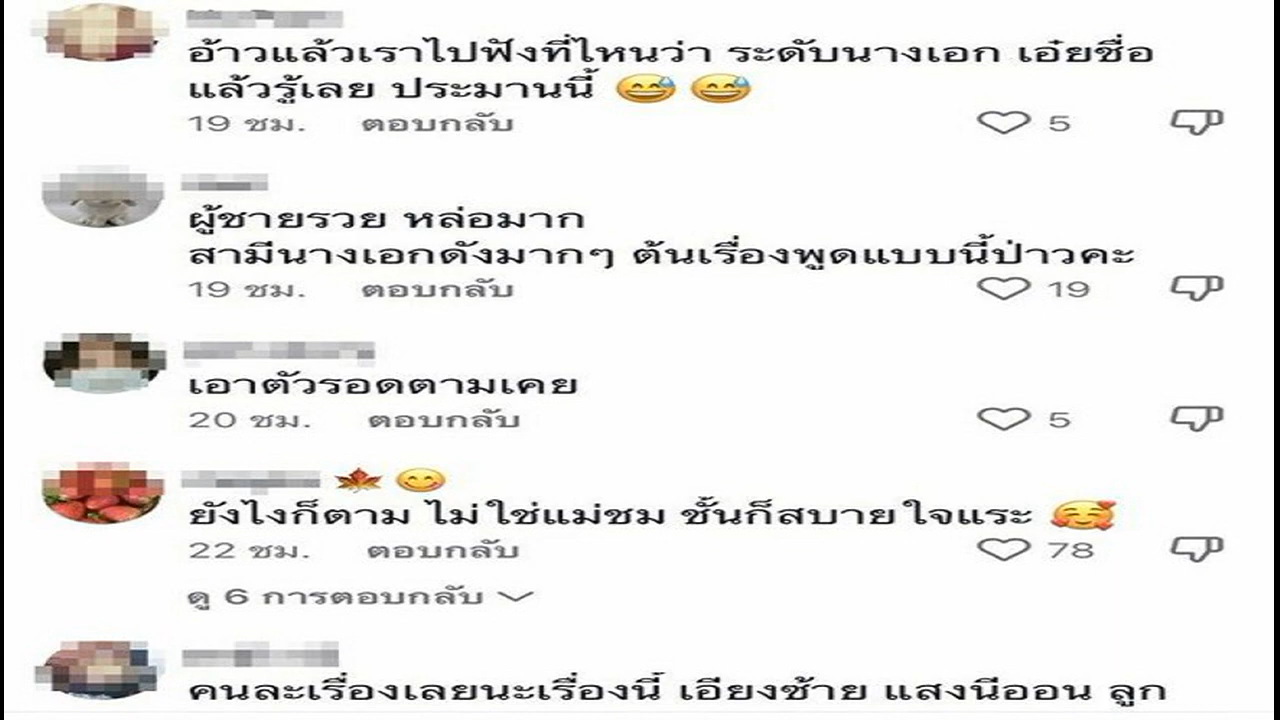 อ้าวแล้วเราไปฟังที่ไหนว่า ระดับนางเอก เอ๋ยชื่อ
แล้วรู้เลย ประมานนี้ 😅 😅
19 ชม. ตอบกลับ 5
ผู้ชายรวย หล่อมาก
สามีนางเอกดังมากๆ ต้นเรื่องพูดแบบนี้ป่าวคะ
19 ชม. ตอบกลับ 19
เอาตัวรอดตามเคย
20 ชม. ตอบกลับ 5
🍁 😋
ยังไงก็ตาม ไม่ใช่แม่ชม ชั้นก็สบายใจแระ 🥰
22 ชม. ตอบกลับ 78
ดู 6 การตอบกลับ
คนละเรื่องเลยนะเรื่องนี้ เอียงซ้าย แสงนีออน ลูก